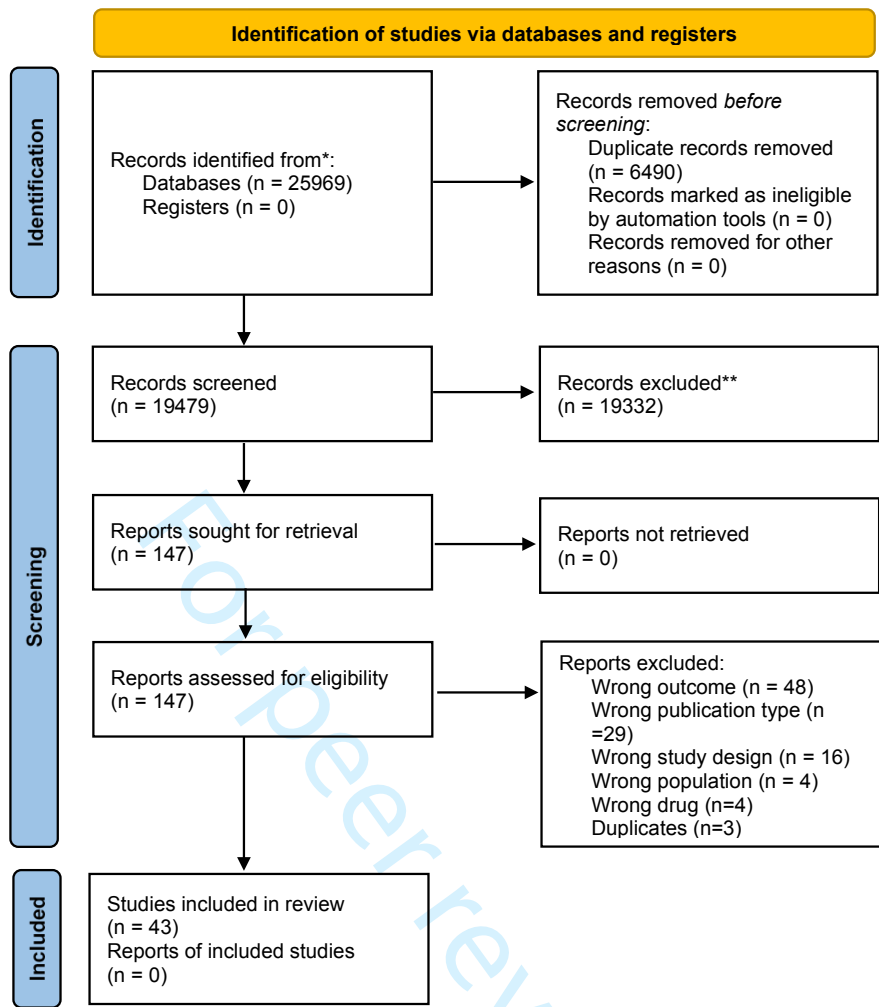 Identification of studies via databases and registers
Identification
Records identified from*:
Databases (n = 25969)
Registers (n = 0)
Records removed before
screening:
Duplicate records removed
(n = 6490)
Records marked as ineligible
by automation tools (n = 0)
Records removed for other
reasons (n = 0)
Screening
Records screened
(n = 19479)
Records excluded**
(n = 19332)
Reports sought for retrieval
(n = 147)
Reports not retrieved
(n = 0)
Reports assessed for eligibility
(n = 147)
Reports excluded:
Wrong outcome (n = 48)
Wrong publication type (n
=29)
Wrong study design (n = 16)
Wrong population (n = 4)
Wrong drug (n=4)
Duplicates (n=3)
Included
Studies included in review
(n = 43)
Reports of included studies
(n = 0)
For peer rev